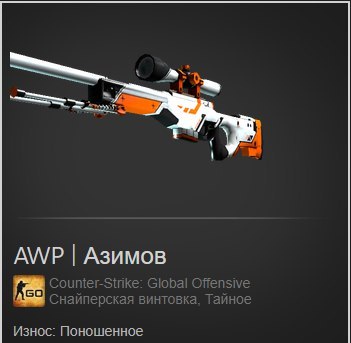 AWP | Азимов
GO
Counter-Strike: Global Offensive
Снайперская винтовка, Тайное
Износ: Поношенное